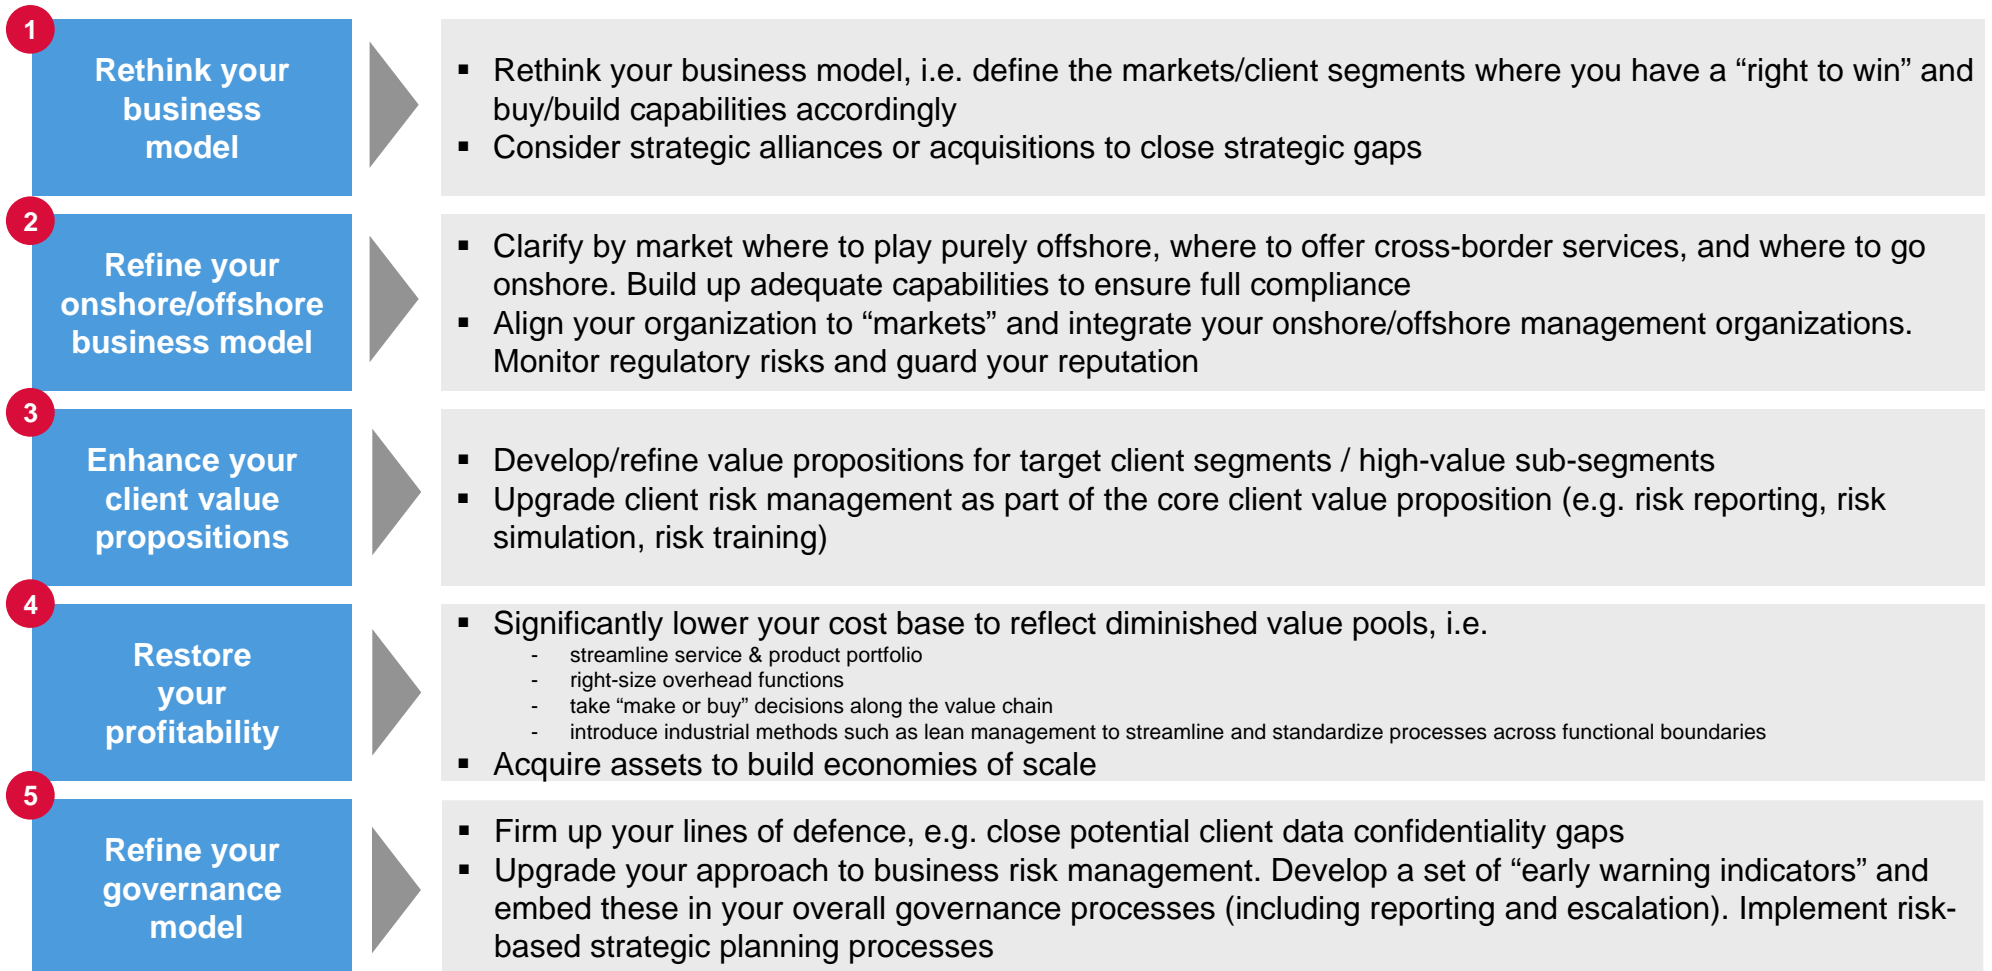 1
Rethink your
business
model
▪ Rethink your business model, i.e. define the markets/client segments where you have a “right to win” and
buy/build capabilities accordingly
▪ Consider strategic alliances or acquisitions to close strategic gaps
2
Refine your
onshore/offshore
business model
▪ Clarify by market where to play purely offshore, where to offer cross-border services, and where to go
onshore. Build up adequate capabilities to ensure full compliance
▪ Align your organization to “markets” and integrate your onshore/offshore management organizations.
Monitor regulatory risks and guard your reputation
3
Enhance your
client value
propositions
▪ Develop/refine value propositions for target client segments / high-value sub-segments
▪ Upgrade client risk management as part of the core client value proposition (e.g. risk reporting, risk
simulation, risk training)
4
Restore
your
profitability
▪ Significantly lower your cost base to reflect diminished value pools, i.e.
- streamline service & product portfolio
- right-size overhead functions
- take “make or buy” decisions along the value chain
- introduce industrial methods such as lean management to streamline and standardize processes across functional boundaries
▪ Acquire assets to build economies of scale
5
Refine your
governance
model
▪ Firm up your lines of defence, e.g. close potential client data confidentiality gaps
▪ Upgrade your approach to business risk management. Develop a set of “early warning indicators” and
embed these in your overall governance processes (including reporting and escalation). Implement risk-
based strategic planning processes